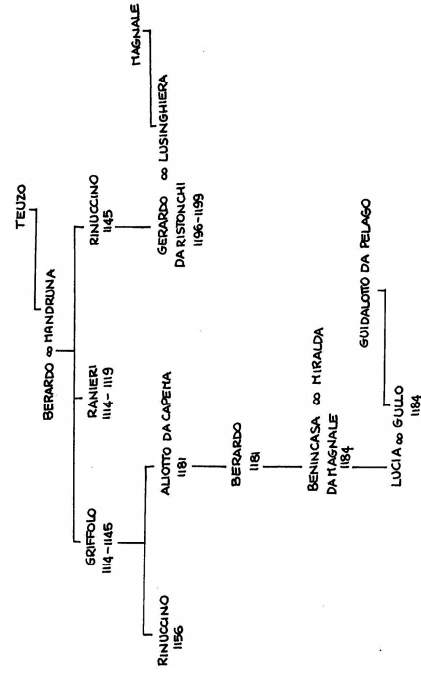 TEUZO
BERARDO ∞ MANDRUNA
GRIFFOLO
1114-1145
RANIERI
1114-1119
RINUCCINO
1145
MAGNALE
RINUCCINO
1156
ALIOTTO DA CAPEMA
1181
GERARDO ∞ LUSINGHIERA
DA RISTONCHI
1196-1199
BERARDO
1181
BENINCASA ∞ MIRALDA
DA MAGNALE
1184
GUIDALOTTO DA PELAGO
LUCIA ∞ GULLO
1184